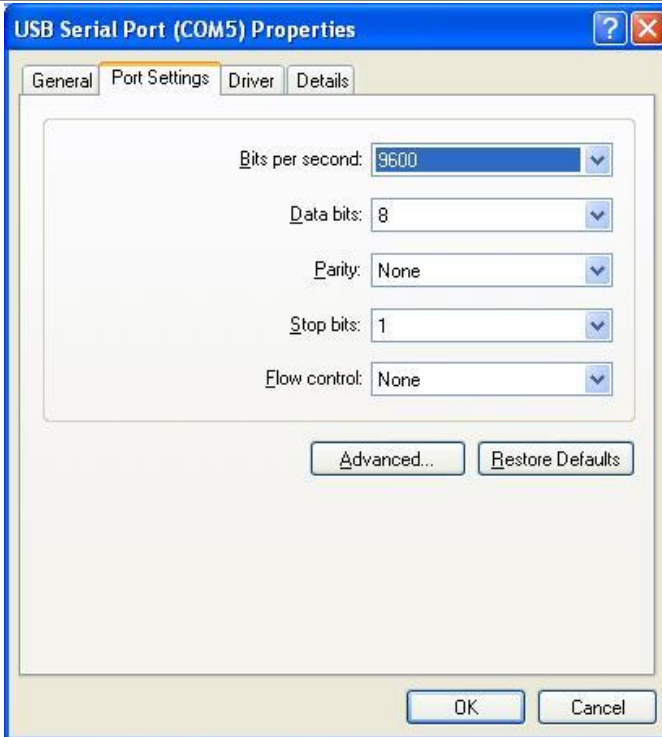 USB Serial Port (COM5) Properties
General Port Settings Driver Details
Bits per second: 9600
Data bits: 8
Parity: None
Stop bits: 1
Flow control: None
Advanced... Restore Defaults
OK Cancel